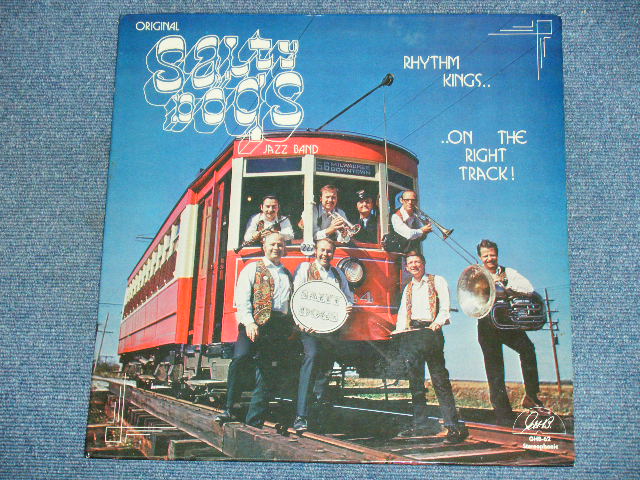 ORIGINAL
Salty
Dogs
JAZZ BAND
RHYTHM
KINGS..
..ON THE
RIGHT
TRACK!
56 MILWAUKEE
DOWNTOWN
SALTY
DOGS
GHB
GHB-62
Stereophonic